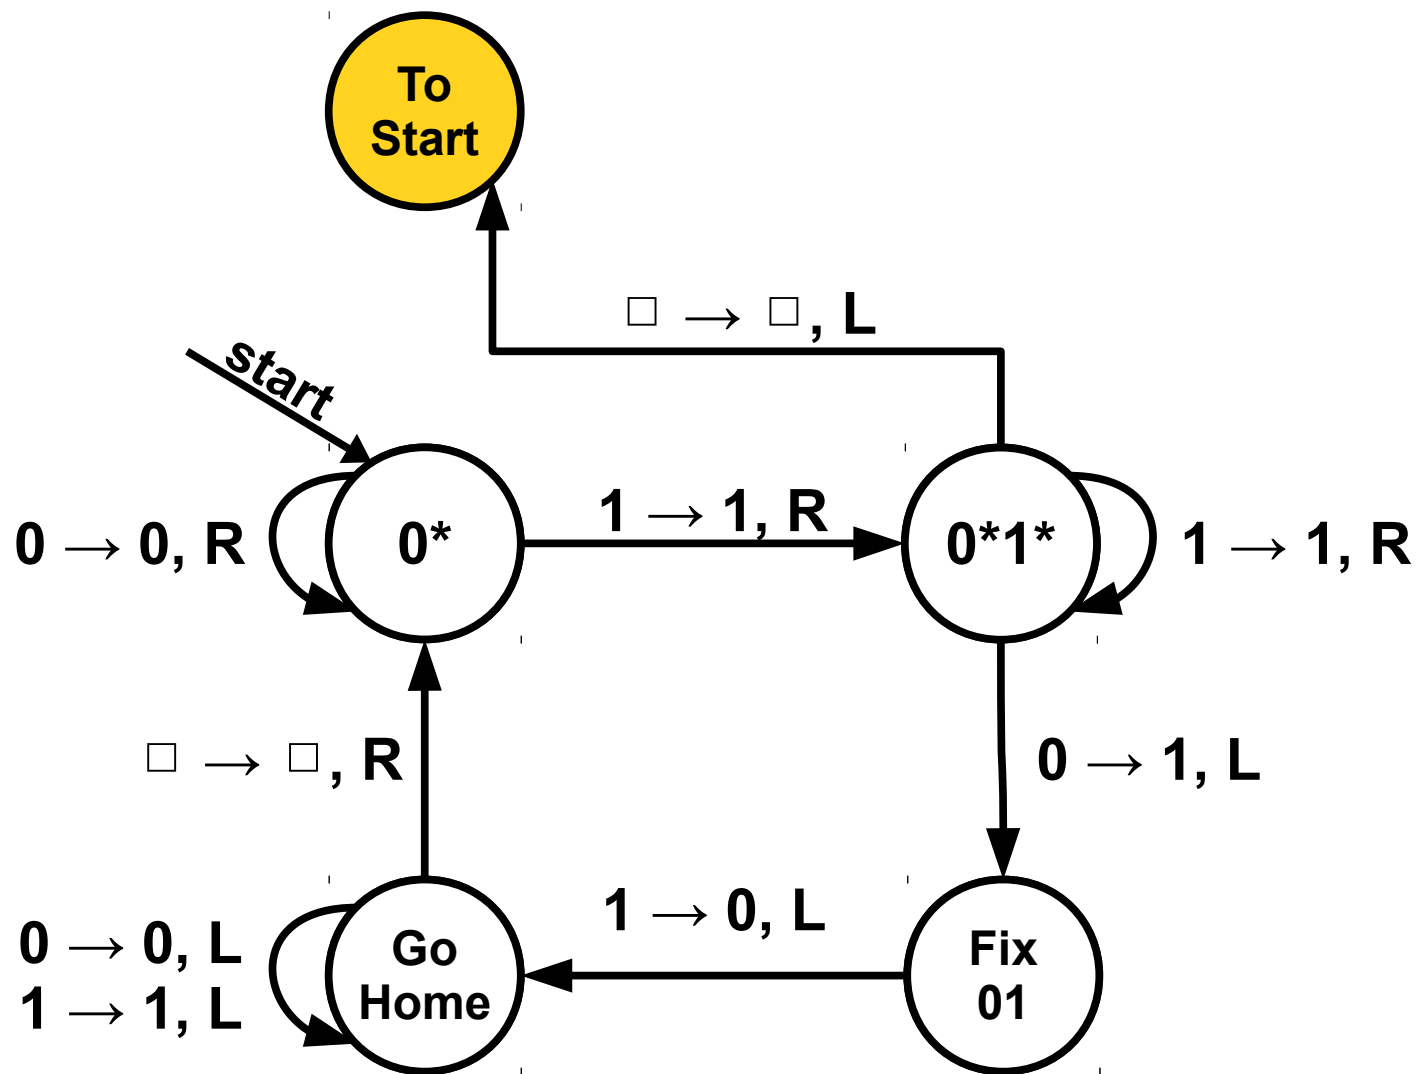 To
Start
□ → □, L
start
0 → 0, R
0*
1 → 1, R
0*1*
1 → 1, R
□ → □, R
0 → 1, L
0 → 0, L
1 → 1, L
Go
Home
1 → 0, L
Fix
01